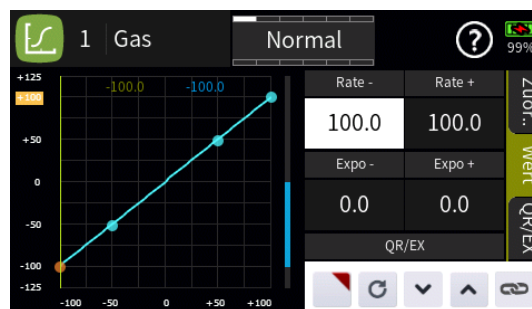 1 Gas
Normal
?
99%
-100.0 -100.0
+125
+100
+50
0
-50
-100
-125
-100 -50 0 +50 +100
Rate - Rate +
100.0 100.0
Expo - Expo +
0.0 0.0
QR/EX
Zuor..
Wert
QR/EX